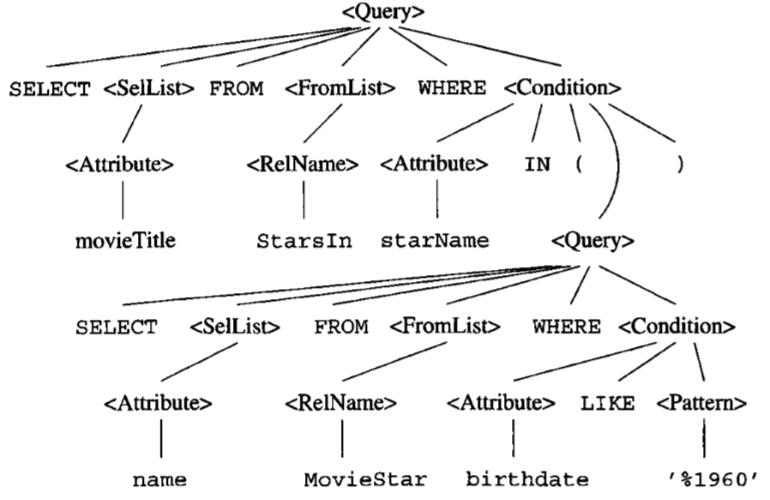 <Query>
SELECT <SelList> FROM <FromList> WHERE <Condition>
<Attribute> <RelName> <Attribute> IN ( )
movieTitle StarsIn starName <Query>
SELECT <SelList> FROM <FromList> WHERE <Condition>
<Attribute> <RelName> <Attribute> LIKE <Pattern>
name MovieStar birthdate '%1960'